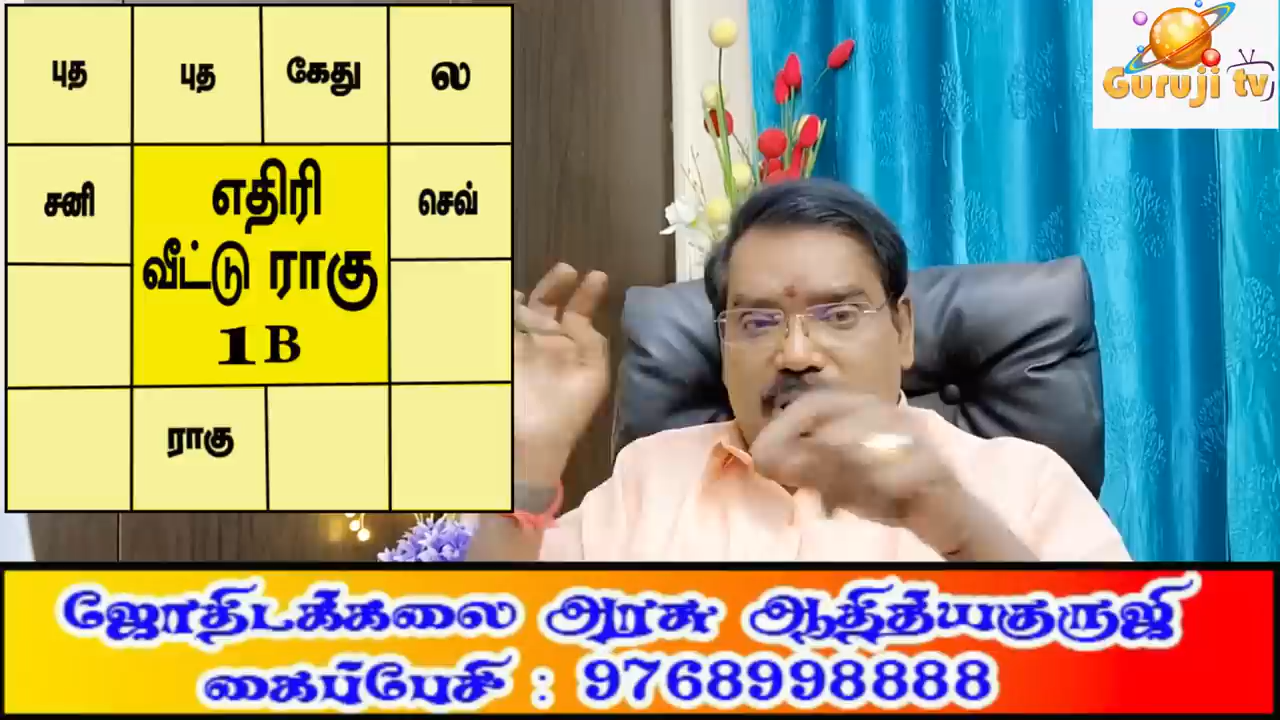 புத
புத
கேது
ல
Guruji tv
சனி
எதிரி
வீட்டு ராகு
1B
செவ்
ராகு
ஜோதிடக்கலை அரசு ஆதித்யகுருஜி
கைப்பேசி : 9768998888